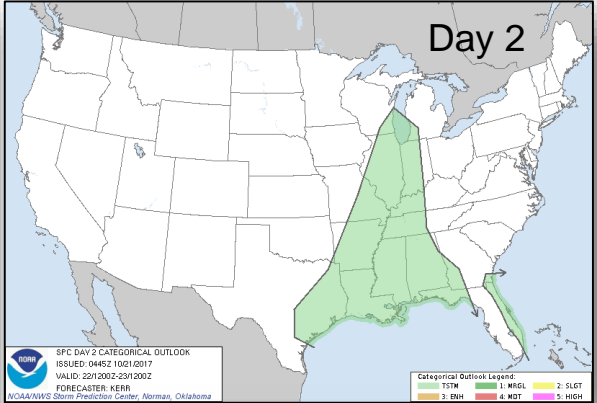 Day 2
SPC DAY 2 CATEGORICAL OUTLOOK
ISSUED: 0445Z 10/21/2017
VALID: 22/1200Z-23/1200Z
FORECASTER: KERR
NOAA/NWS Storm Prediction Center, Norman, Oklahoma
NOAA
Categorical Outlook Legend:
TSTM 1: MRGL 2: SLGT
3: ENH 4: MDT 5: HIGH